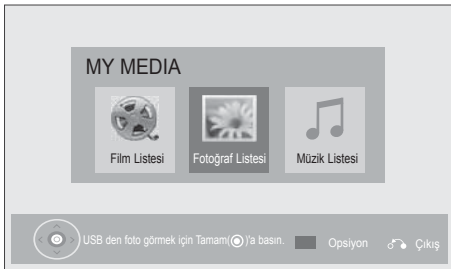 MY MEDIA
Film Listesi
Fotoğraf Listesi
Müzik Listesi
USB den foto görmek için Tamam(◉)'a basın.
Opsiyon
Çıkış